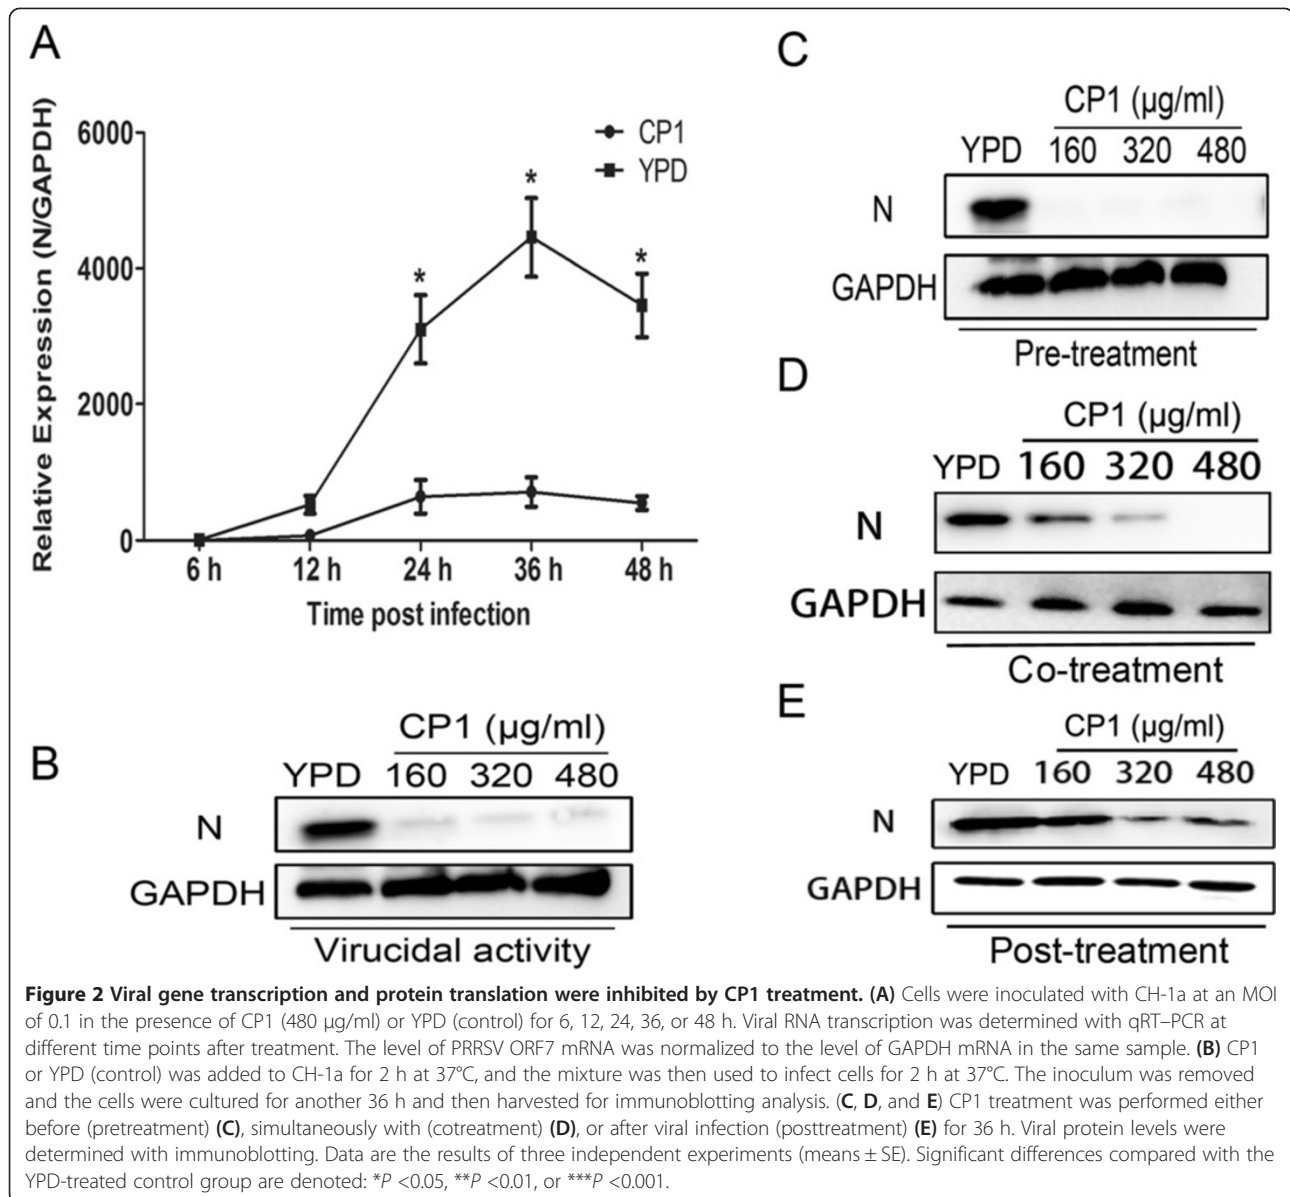 A
Relative Expression (N/GAPDH)
6000
4000
2000
0
CP1
YPD
*
*
*
6 h 12 h 24 h 36 h 48 h
Time post infection
B
CP1 (µg/ml)
YPD 160 320 480
N
GAPDH
Virucidal activity
C
CP1 (µg/ml)
YPD 160 320 480
N
GAPDH
Pre-treatment
D
CP1 (µg/ml)
YPD 160 320 480
N
GAPDH
Co-treatment
E
CP1 (µg/ml)
YPD 160 320 480
N
GAPDH
Post-treatment
Figure 2 Viral gene transcription and protein translation were inhibited by CP1 treatment. (A) Cells were inoculated with CH-1a at an MOI
of 0.1 in the presence of CP1 (480 µg/ml) or YPD (control) for 6, 12, 24, 36, or 48 h. Viral RNA transcription was determined with qRT–PCR at
different time points after treatment. The level of PRRSV ORF7 mRNA was normalized to the level of GAPDH mRNA in the same sample. (B) CP1
or YPD (control) was added to CH-1a for 2 h at 37°C, and the mixture was then used to infect cells for 2 h at 37°C. The inoculum was removed
and the cells were cultured for another 36 h and then harvested for immunoblotting analysis. (C, D, and E) CP1 treatment was performed either
before (pretreatment) (C), simultaneously with (cotreatment) (D), or after viral infection (posttreatment) (E) for 36 h. Viral protein levels were
determined with immunoblotting. Data are the results of three independent experiments (means ± SE). Significant differences compared with the
YPD-treated control group are denoted: *P <0.05, **P <0.01, or ***P <0.001.